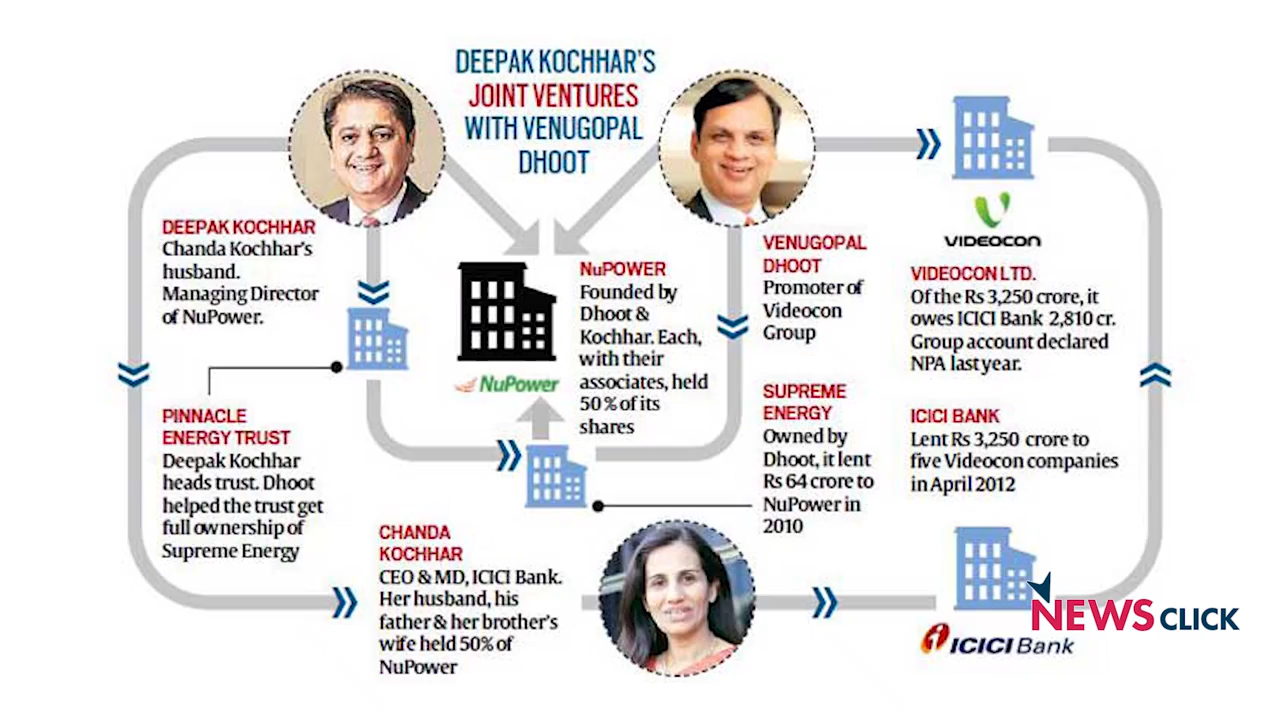 DEEPAK KOCHHAR'S
JOINT VENTURES
WITH VENUGOPAL
DHOOT
DEEPAK KOCHHAR
Chanda Kochhar's
husband.
Managing Director
of NuPOWER.
PINNACLE
ENERGY TRUST
Deepak Kochhar
heads trust. Dhoot
helped the trust get
full ownership of
Supreme Energy
NuPower
NuPOWER
Founded by
Dhoot &
Kochhar. Each,
with their
associates, held
50% of its
shares
VENUGOPAL
DHOOT
Promoter of
Videocon
Group
SUPREME
ENERGY
Owned by
Dhoot, it lent
Rs 64 crore to
NuPower in
2010
VIDEOCON
VIDEOCON LTD.
Of the Rs 3,250 crore, it
owes ICICI Bank 2,810 cr.
Group account declared
NPA last year.
ICICI BANK
Lent Rs 3,250 crore to
five Videocon companies
in April 2012
CHANDA
KOCHHAR
CEO & MD, ICICI Bank.
Her husband, his
father & her brother's
wife held 50% of
NuPower
NEWS CLICK
ICICI Bank